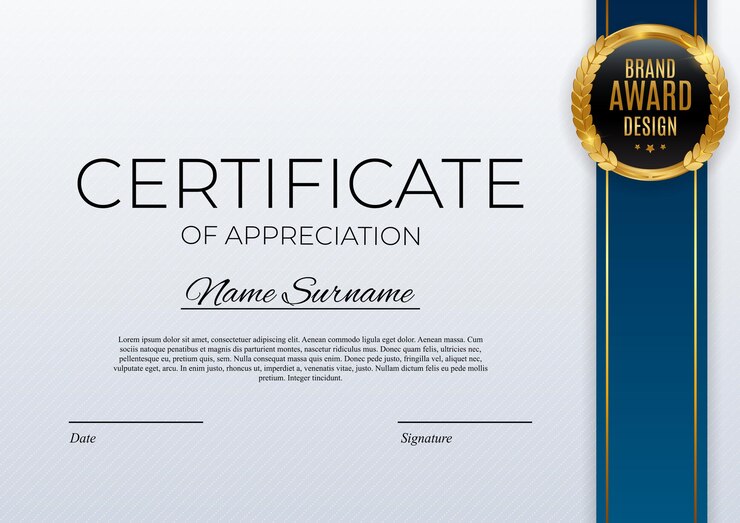 BRAND
AWARD
DESIGN
CERTIFICATE
OF APPRECIATION
Name Surname
Lorem ipsum dolor sit amet, consectetuer adipiscing elit. Aenean commodo ligula eget dolor. Cum
sociis natoque penatibus et magnis dis parturient montes, nascetur ridiculus mus. Donec quam felis, ultricies nec,
pellentesque eu, pretium quis, sem. Nulla consequat massa quis enim. Donec pede justo, fringilla vel, aliquet nec,
vulputate eget, arcu. In enim justo, rhoncus ut, imperdiet a, venenatis vitae, justo. Nullam dictum felis eu pede mollis
pretium. Integer tincidunt.
Date
Signature